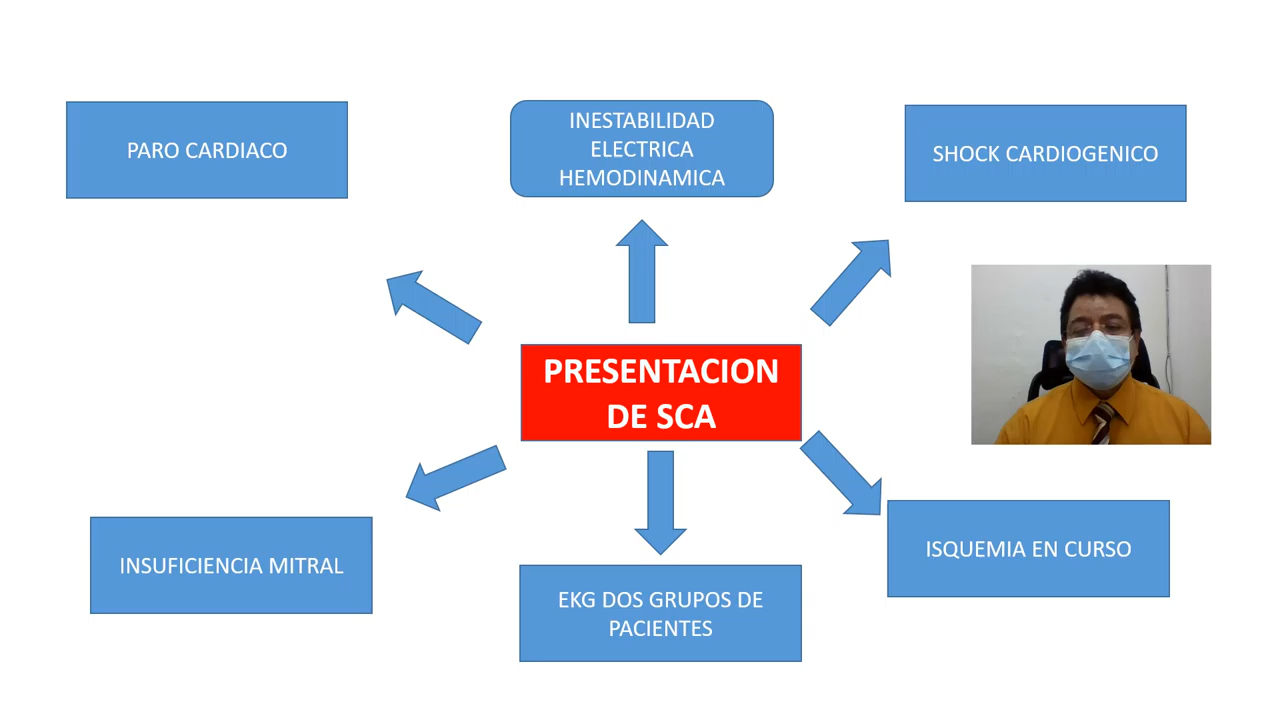 PARO CARDIACO
INESTABILIDAD
ELECTRICA
HEMODINAMICA
SHOCK CARDIOGENICO
PRESENTACION
DE SCA
INSUFICIENCIA MITRAL
EKG DOS GRUPOS DE
PACIENTES
ISQUEMIA EN CURSO